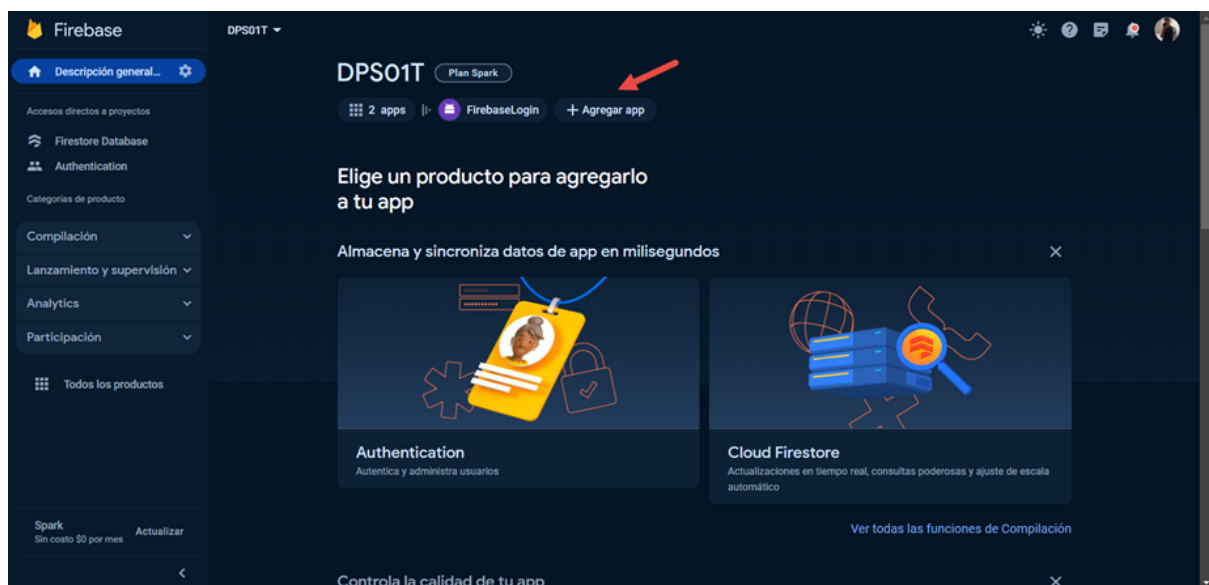 Firebase
DPS01T
Descripción general...
DPS01T
Plan Spark
2 apps
FirebaseLogin
+ Agregar app
Accesos directos a proyectos
Firestore Database
Authentication
Categorías de producto
Compilación
Lanzamiento y supervisión
Analytics
Participación
Todos los productos
Elige un producto para agregarlo
a tu app
Almacena y sincroniza datos de app en milisegundos
Authentication
Autentica y administra usuarios
Cloud Firestore
Actualizaciones en tiempo real, consultas poderosas y ajuste de escala
automático
Ver todas las funciones de Compilación
Spark
Sin costo $0 por mes
Actualizar
Controla la calidad de tu app